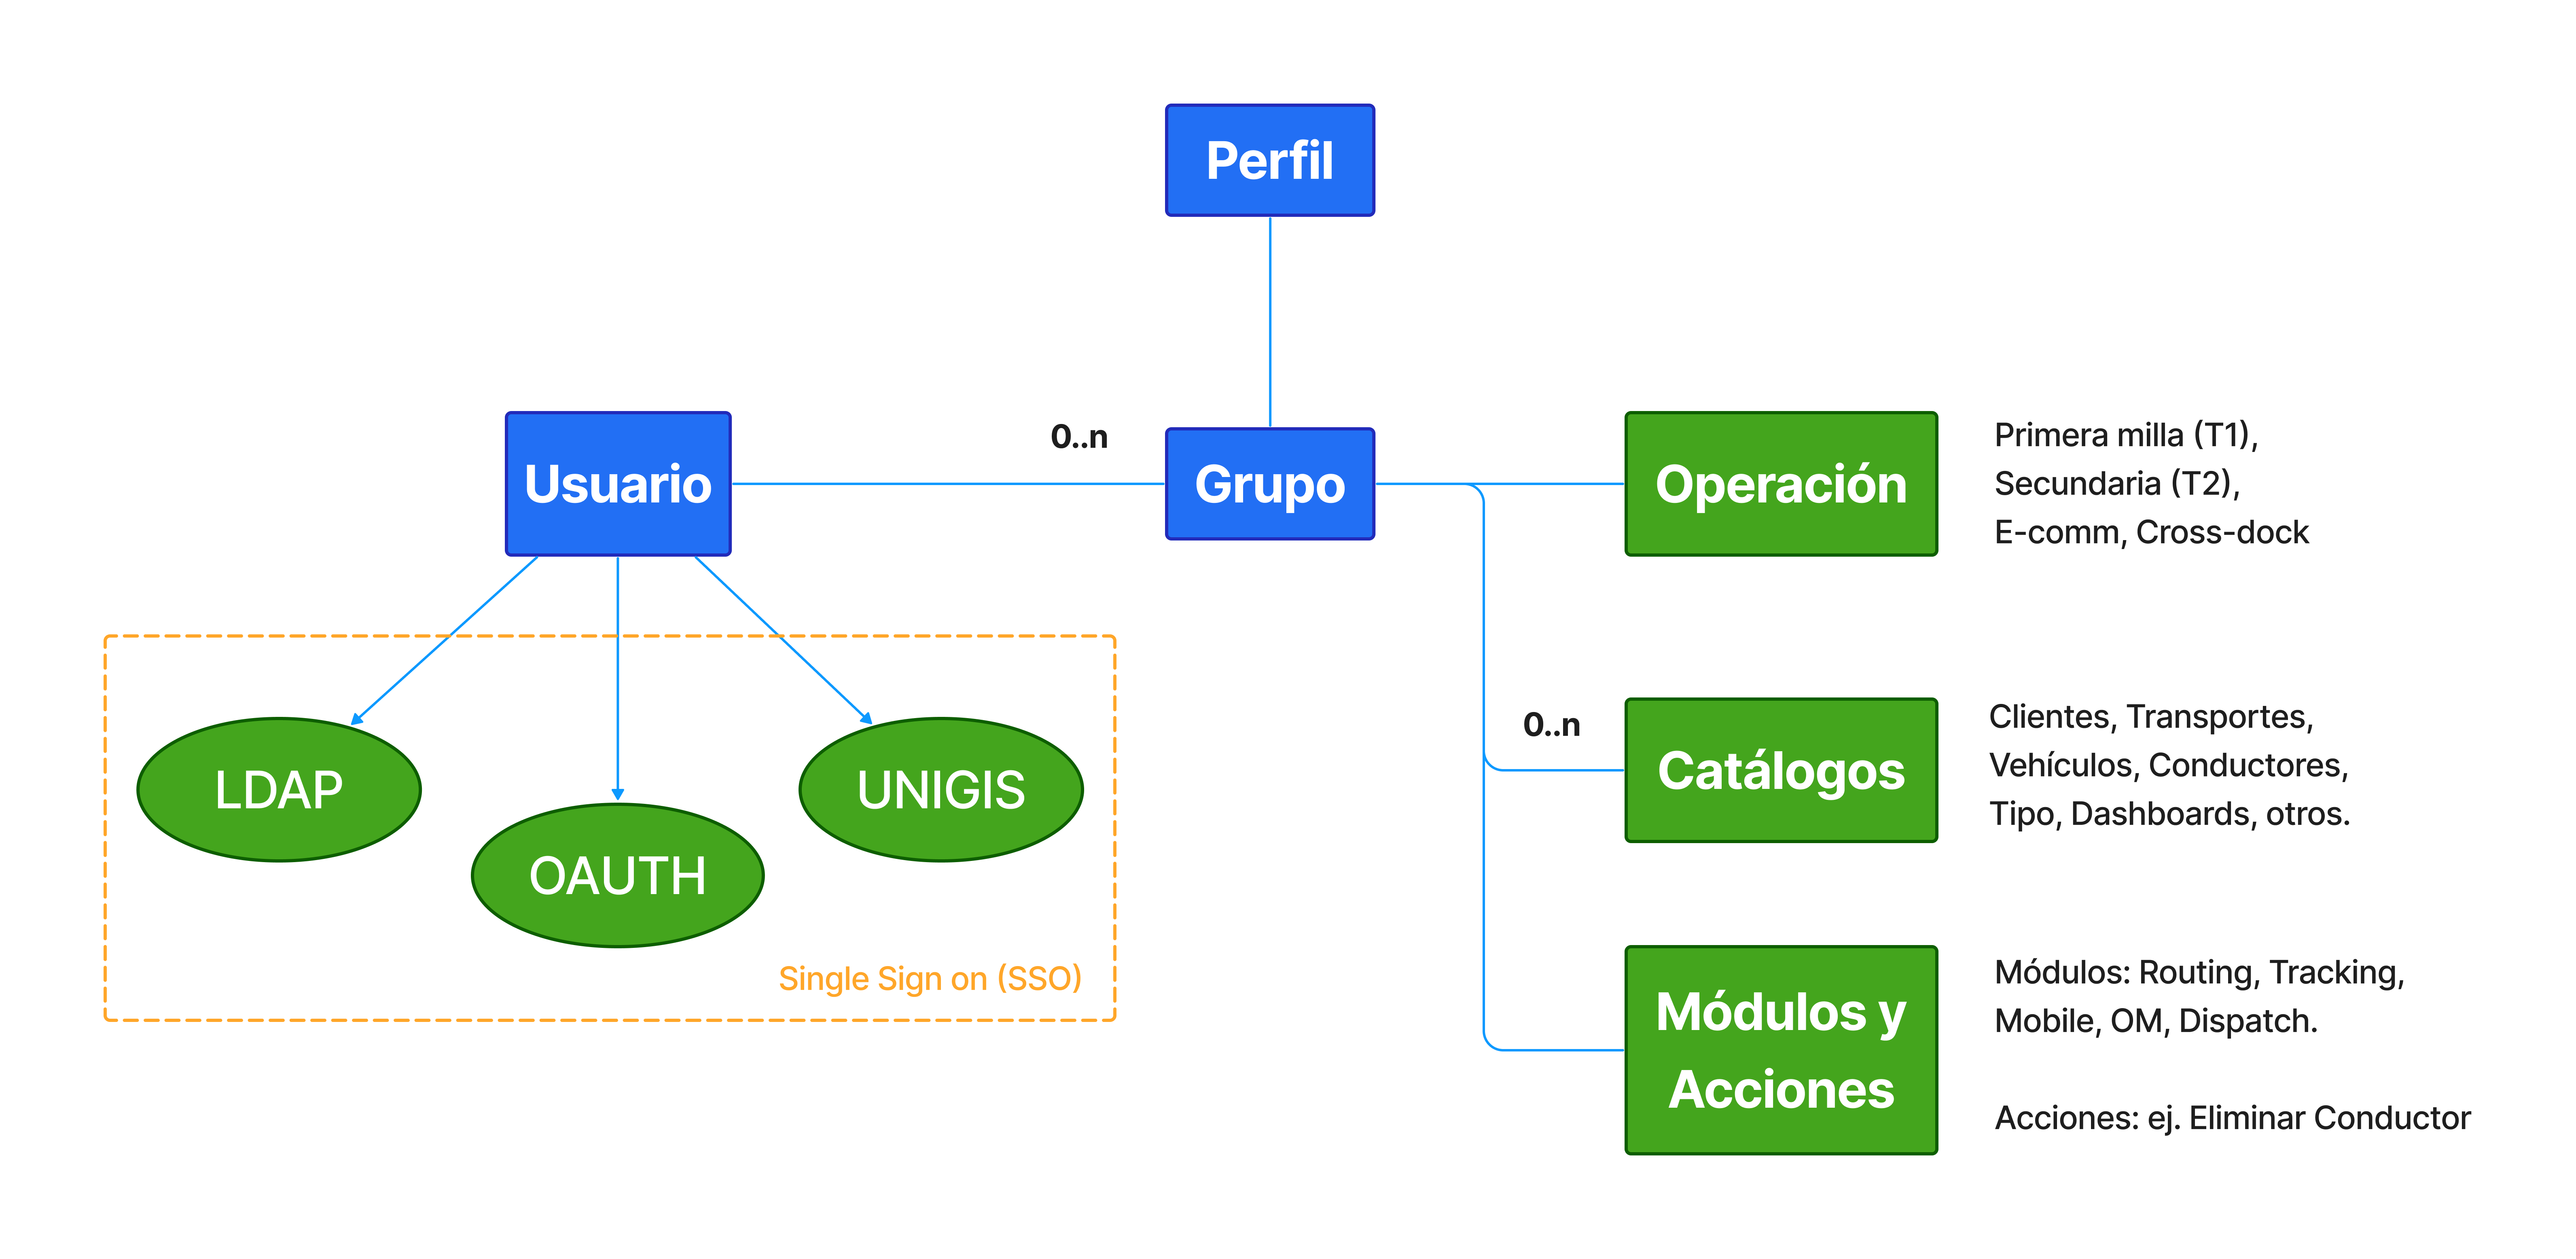 Perfil
Usuario
0..n
Grupo
Operación
Primera milla (T1),
Secundaria (T2),
E-comm, Cross-dock
LDAP
OAUTH
UNIGIS
Single Sign on (SSO)
0..n
Catálogos
Clientes, Transportes,
Vehículos, Conductores,
Tipo, Dashboards, otros.
Módulos y
Acciones
Módulos: Routing, Tracking,
Mobile, OM, Dispatch.
Acciones: ej. Eliminar Conductor